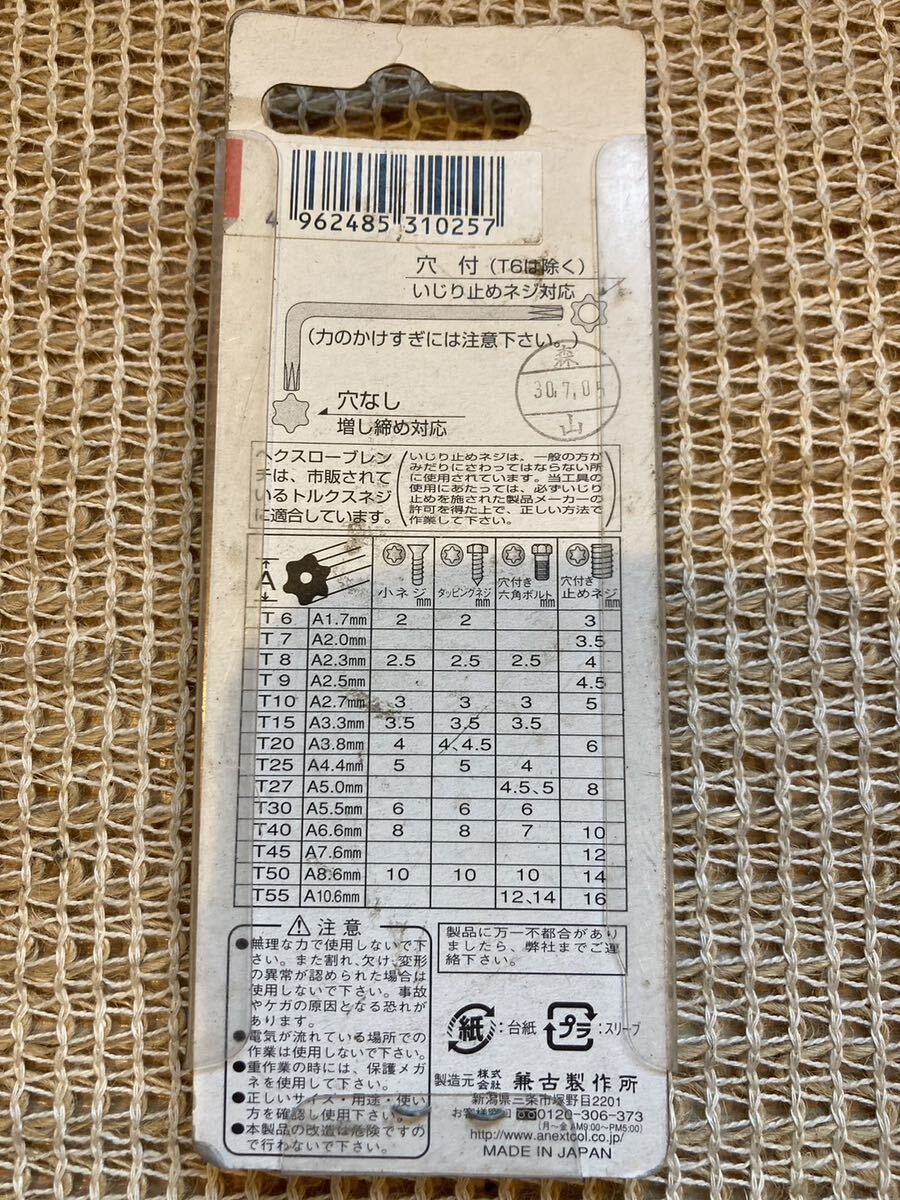 4 962485 310257
穴 付 (T6は除く)
いじり止めネジ対応
(力のかけすぎには注意下さい。)
森
30.7.05
山
穴なし
増し締め対応
ヘクスローブレン
チは、市販されて
いるトルクスネジ
に適合しています。
(いじり止めネジは、一般の方が
みだりにさわってはならない所
に使用されています。当工具の
使用にあたっては、必ずいじり
止めを施された製品メーカーの
許可を得た上で、正しい方法で
作業して下さい。)
A 小ネジmm タッピングネジmm 穴付き六角ボルトmm 穴付き止めネジmm
T 6 A1.7mm 2 2 3
T 7 A2.0mm 3.5
T 8 A2.3mm 2.5 2.5 2.5 4
T 9 A2.5mm 4.5
T10 A2.7mm 3 3 3 5
T15 A3.3mm 3.5 3.5 3.5
T20 A3.8mm 4 4、4.5 6
T25 A4.4mm 5 5 4
T27 A5.0mm 4.5、5 8
T30 A5.5mm 6 6 6
T40 A6.6mm 8 8 7 10
T45 A7.6mm 12
T50 A8.6mm 10 10 10 14
T55 A10.6mm 12、14 16
注意
●無理な力で使用しないで下
さい。また割れ、欠け、変形
の異常が認められた場合は
使用しないで下さい。事故
やケガの原因となる恐れが
あります。
●電気が流れている場所での
作業は使用しないで下さい。
●重作業の時には、保護メガ
ネを使用して下さい。
●正しいサイズ・用途・使い
方を確認し使用下さい。
●本製品の改造は危険ですの
で行わないで下さい。
製品に万一不都合があり
ましたら、弊社までご連
絡下さい。
紙:台紙 プラ:スリーブ
製造元 株式会社 兼古製作所
新潟県三条市塚野目2201
お客様窓口 0120-306-373
(月〜金 AM9:00〜PM5:00)
http://www.anextool.co.jp/
MADE IN JAPAN